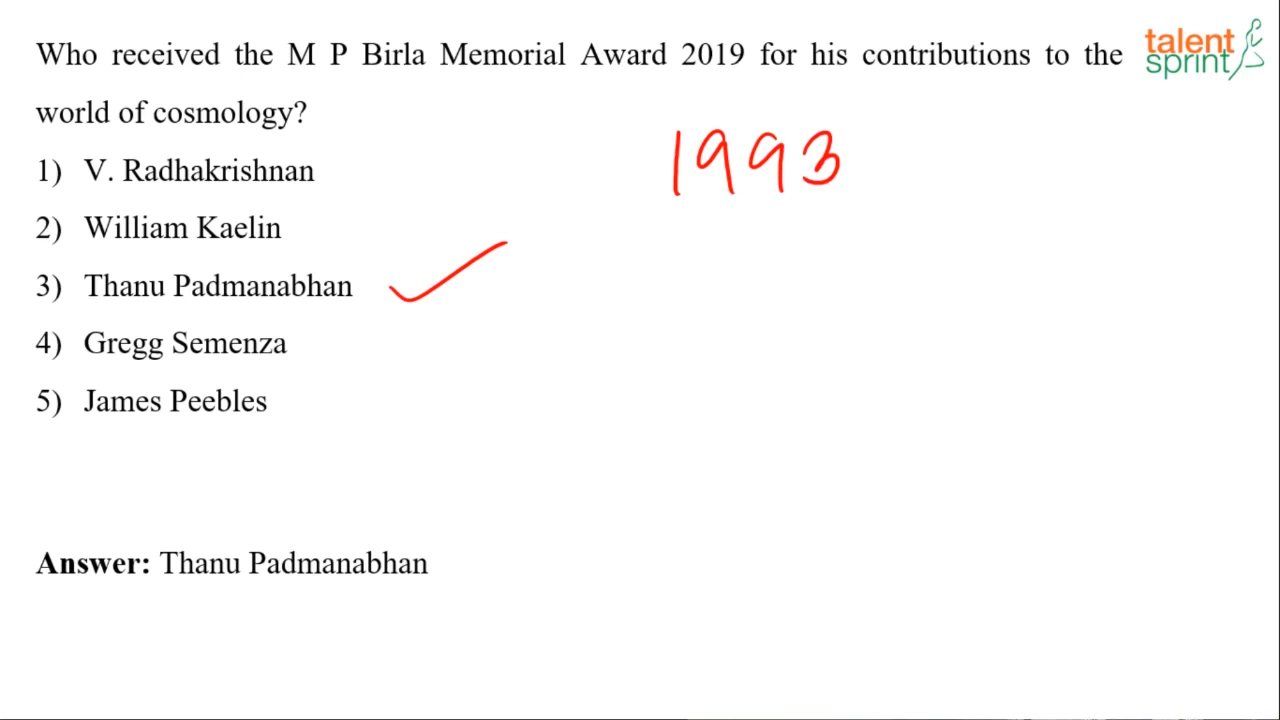 Who received the M P Birla Memorial Award 2019 for his contributions to the
world of cosmology?
1) V. Radhakrishnan
2) William Kaelin
3) Thanu Padmanabhan
4) Gregg Semenza
5) James Peebles
Answer: Thanu Padmanabhan
1993
talent
sprint